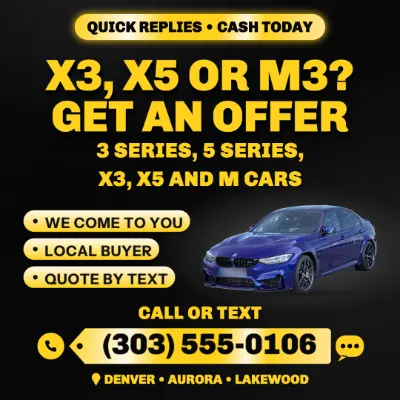 QUICK REPLIES • CASH TODAY
X3, X5 OR M3?
GET AN OFFER
3 SERIES, 5 SERIES,
X3, X5 AND M CARS
• WE COME TO YOU
• LOCAL BUYER
• QUOTE BY TEXT
CALL OR TEXT
(303) 555-0106
DENVER • AURORA • LAKEWOOD